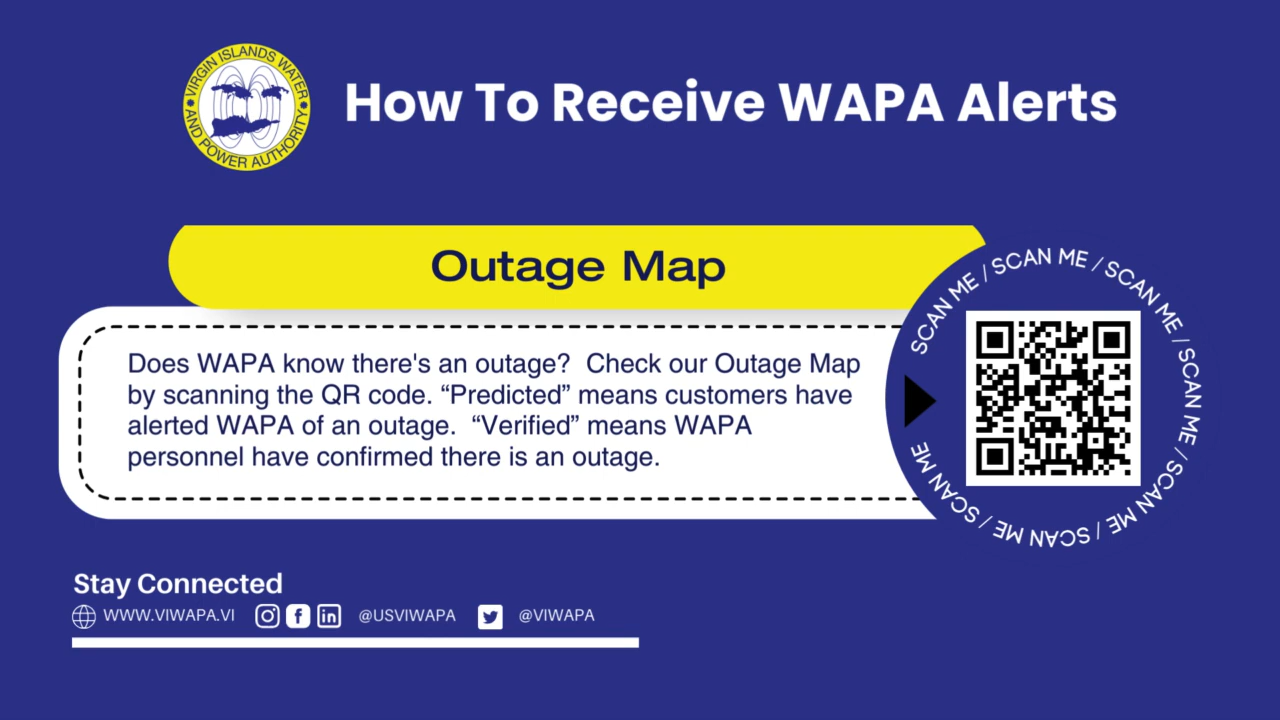 VIRGIN ISLANDS WATER
AND POWER AUTHORITY
How To Receive WAPA Alerts
Outage Map
Does WAPA know there's an outage?  Check our Outage Map
by scanning the QR code. “Predicted” means customers have
alerted WAPA of an outage.  “Verified” means WAPA
personnel have confirmed there is an outage.
SCAN ME / SCAN ME / SCAN ME / SCAN ME / SCAN ME / SCAN ME / SCAN ME
Stay Connected
WWW.VIWAPA.VI @USVIWAPA @VIWAPA